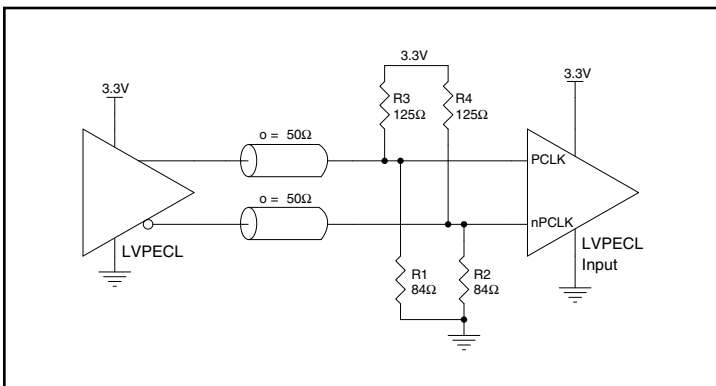 3.3V
R3
125Ω
R4
125Ω
3.3V
3.3V
o = 50Ω
o = 50Ω
LVPECL
PCLK
nPCLK
LVPECL
Input
R1
84Ω
R2
84Ω